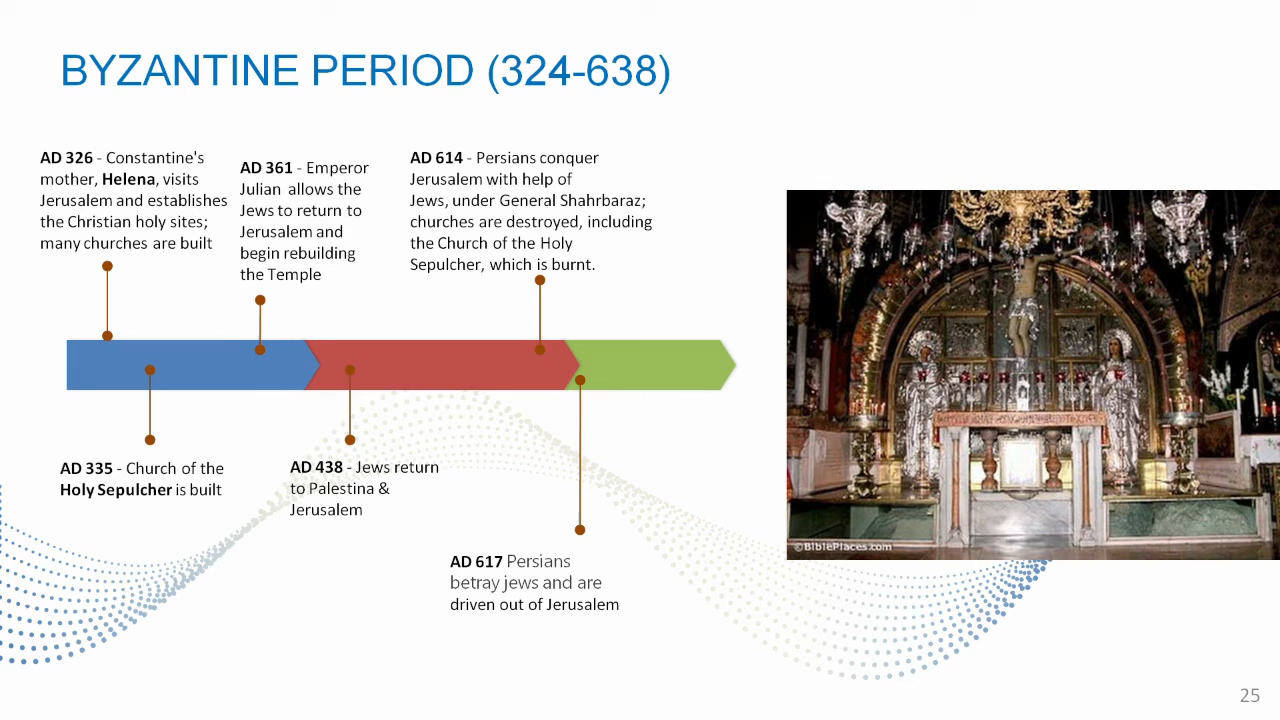 BYZANTINE PERIOD (324-638)
AD 326 - Constantine's
mother, Helena, visits
Jerusalem and establishes
the Christian holy sites;
many churches are built
AD 361 - Emperor
Julian allows the
Jews to return to
Jerusalem and
begin rebuilding
the Temple
AD 614 - Persians conquer
Jerusalem with help of
Jews, under General Shahrbaraz;
churches are destroyed, including
the Church of the Holy
Sepulcher, which is burnt.
AD 335 - Church of the
Holy Sepulcher is built
AD 438 - Jews return
to Palestina &
Jerusalem
AD 617 Persians
betray jews and are
driven out of Jerusalem
©BiblePlaces.com
25